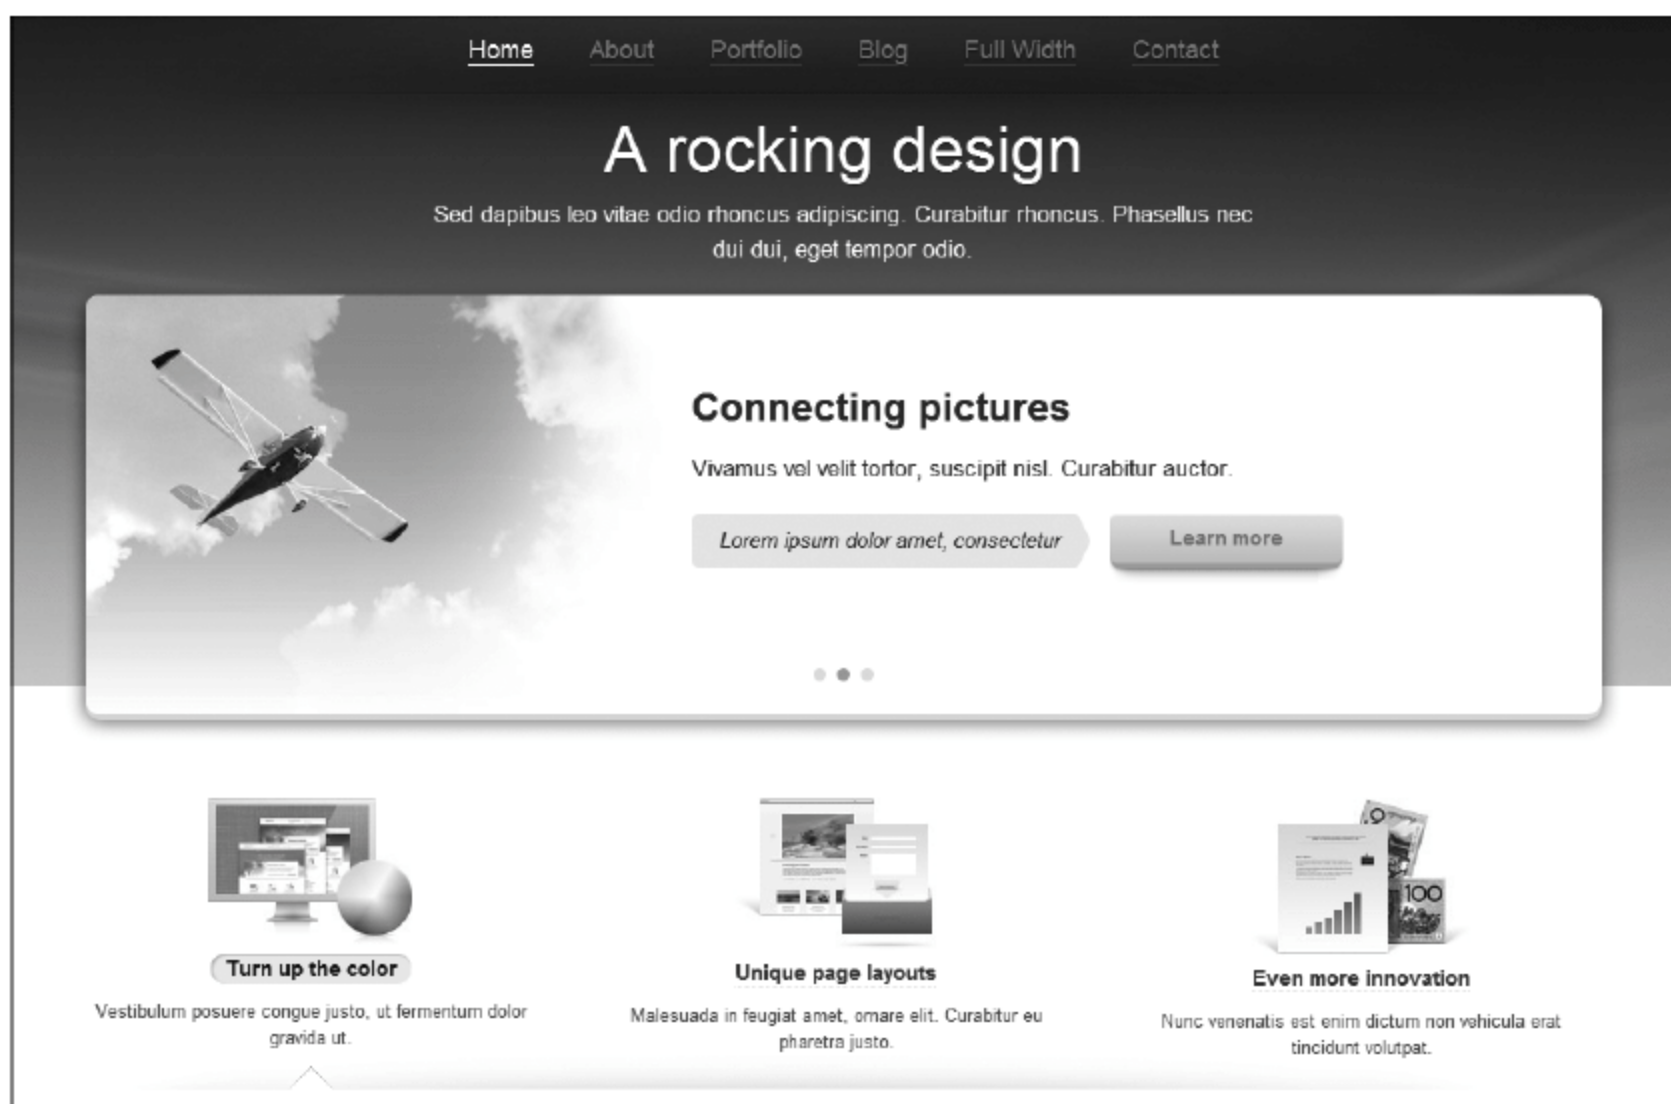 Home About Portfolio Blog Full Width Contact
A rocking design
Sed dapibus leo vitae odio rhoncus adipiscing. Curabitur rhoncus. Phasellus nec
dui dui, eget tempor odio.
Connecting pictures
Vivamus vel velit tortor, suscipit nisl. Curabitur auctor.
Lorem ipsum dolor amet, consectetur
Learn more
100
Turn up the color
Unique page layouts
Even more innovation
Vestibulum posuere congue justo, ut fermentum dolor
gravida ut.
Malesuada in feugiat amet, ornare elit. Curabitur eu
pharetra justo.
Nunc venenatis est enim dictum non vehicula erat
tincidunt volutpat.